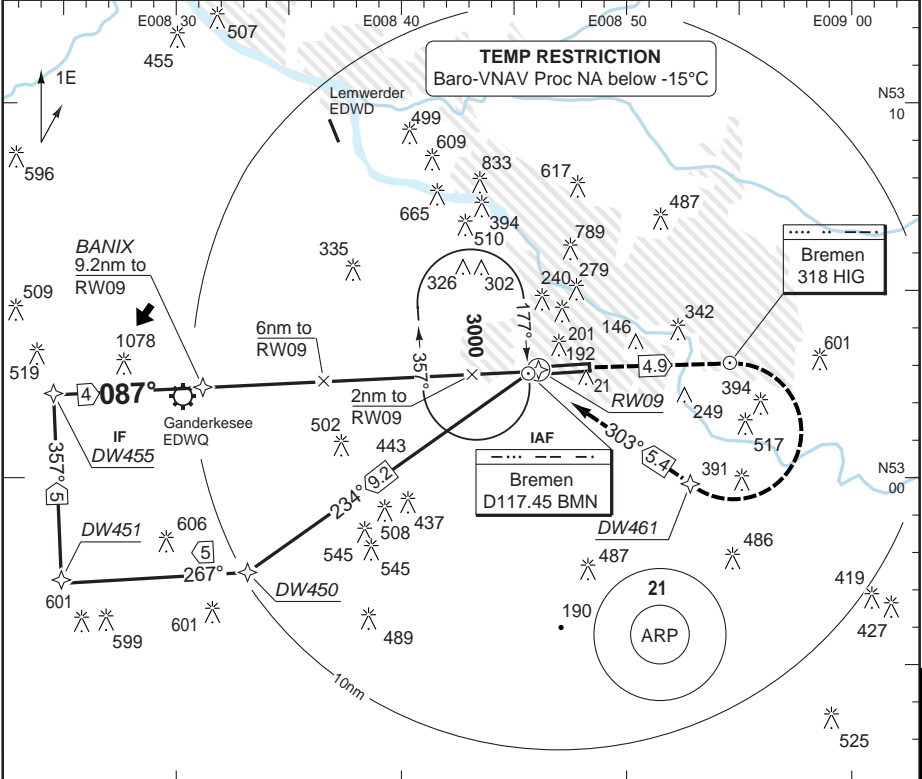 E008 30
E008 40
E008 50
E009 00
507
455
TEMP RESTRICTION
Baro-VNAV Proc NA below -15°C
1E
N53
10
Lemwerder
EDWD
499
609
833
617
596
665
394
510
487
789
BANIX
9.2nm to
RW09
335
326
302
240
279
Bremen
318 HIG
509
6nm to
RW09
3000
177°
357°
201
146
342
1078
192
601
519
4
087°
2nm to
RW09
21
4.9
RW09
394
249
Ganderkesee
EDWQ
IF
DW455
502
443
IAF
303°
517
357°
5
9.2
234°
Bremen
D117.45 BMN
5.4
391
N53
00
437
508
DW461
DW451
606
545
545
5
267°
487
486
DW450
601
599
601
489
190
21
ARP
419
427
10nm
525